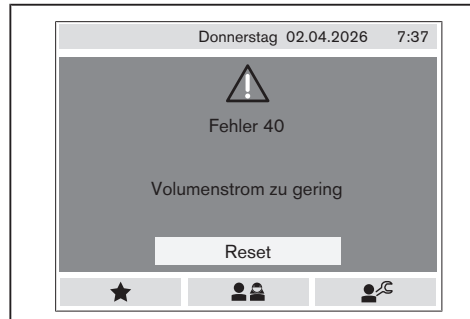 Donnerstag 02.04.2026 7:37
Fehler 40
Volumenstrom zu gering
Reset